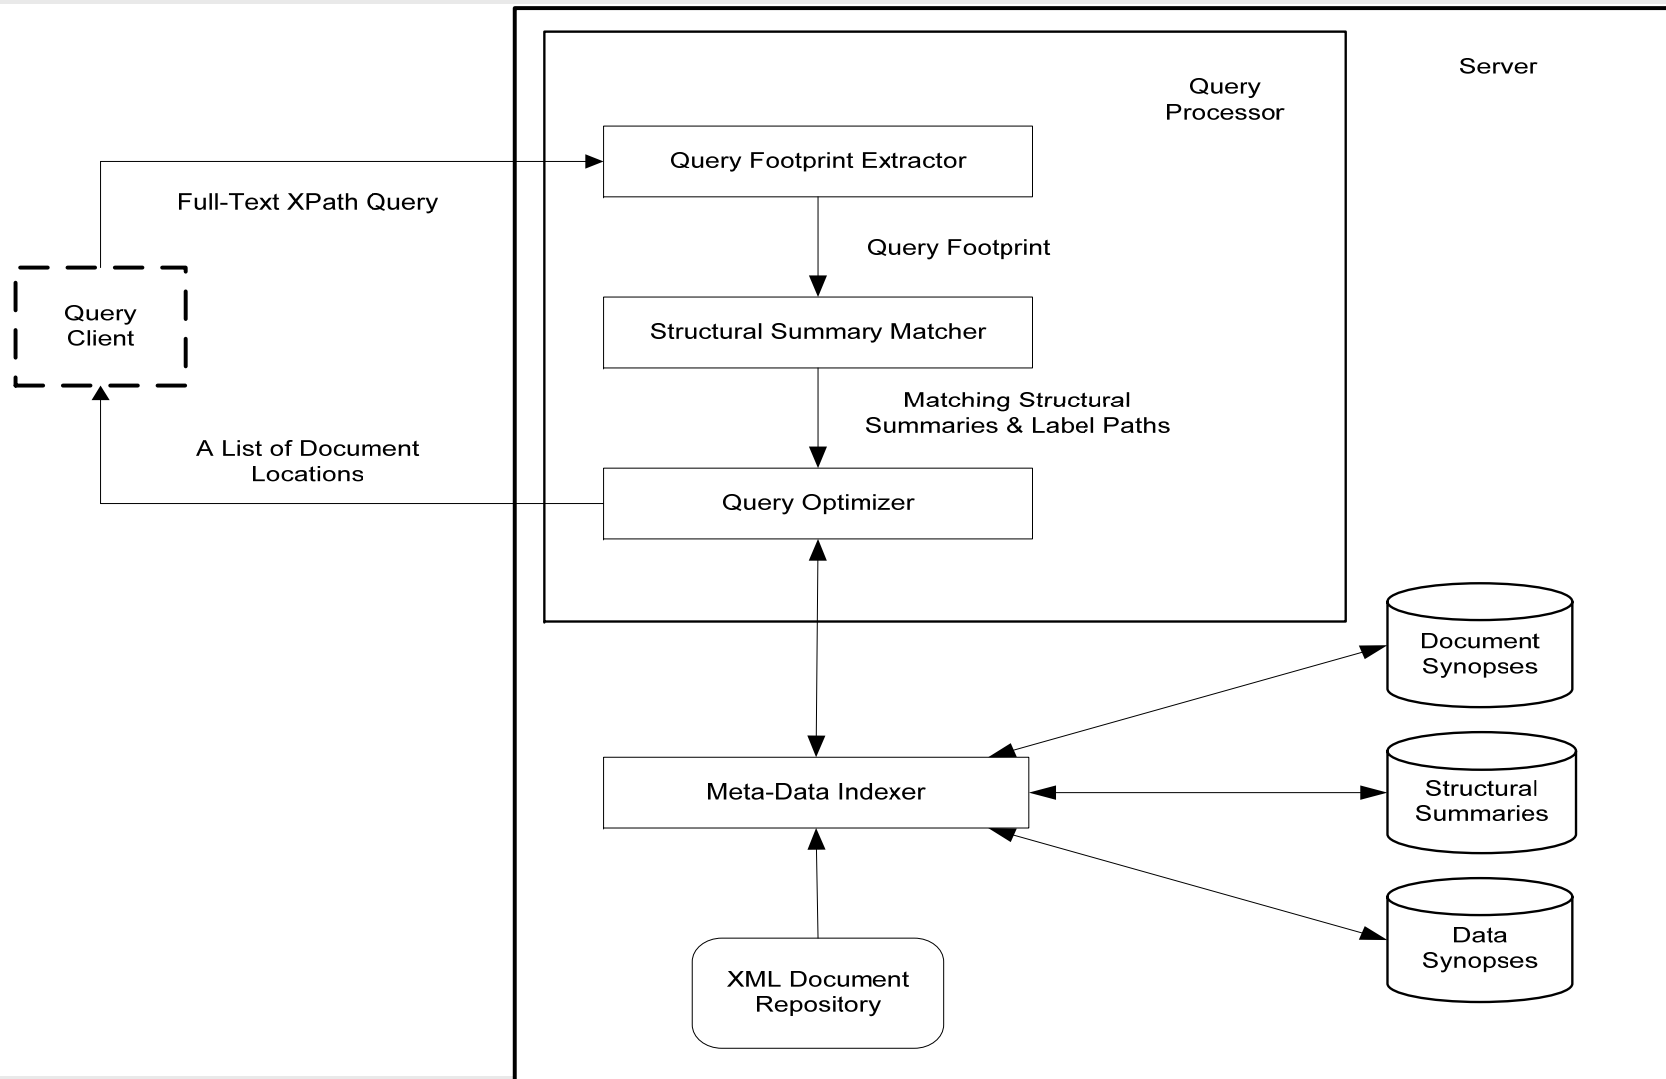 Server
Query
Processor
Query Footprint Extractor
Full-Text XPath Query
Query Footprint
Query
Client
Structural Summary Matcher
Matching Structural
Summaries & Label Paths
A List of Document
Locations
Query Optimizer
Document
Synopses
Meta-Data Indexer
Structural
Summaries
Data
Synopses
XML Document
Repository